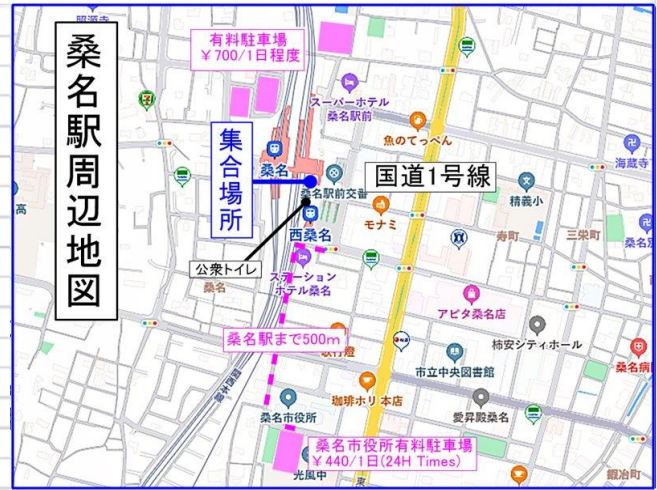 桑名駅周辺地図
有料駐車場
￥700/1日程度
スーパーホテル
桑名駅前
魚のてっぺん
集合場所
桑名
桑名駅前交番
国道1号線
海蔵寺
精義小
モナミ
西桑名
寿町
三栄町
公衆トイレ
ステーション
ホテル桑名
桑名
高
アピタ桑名店
桑名駅まで500m
柿安シティホール
市立中央図書館
桑名病
関西本線
珈琲ホリ 本店
愛昇殿桑名
桑名市役所
桑名市役所有料駐車場
￥440/1日(24H Times)
光風中
東
鍛冶町